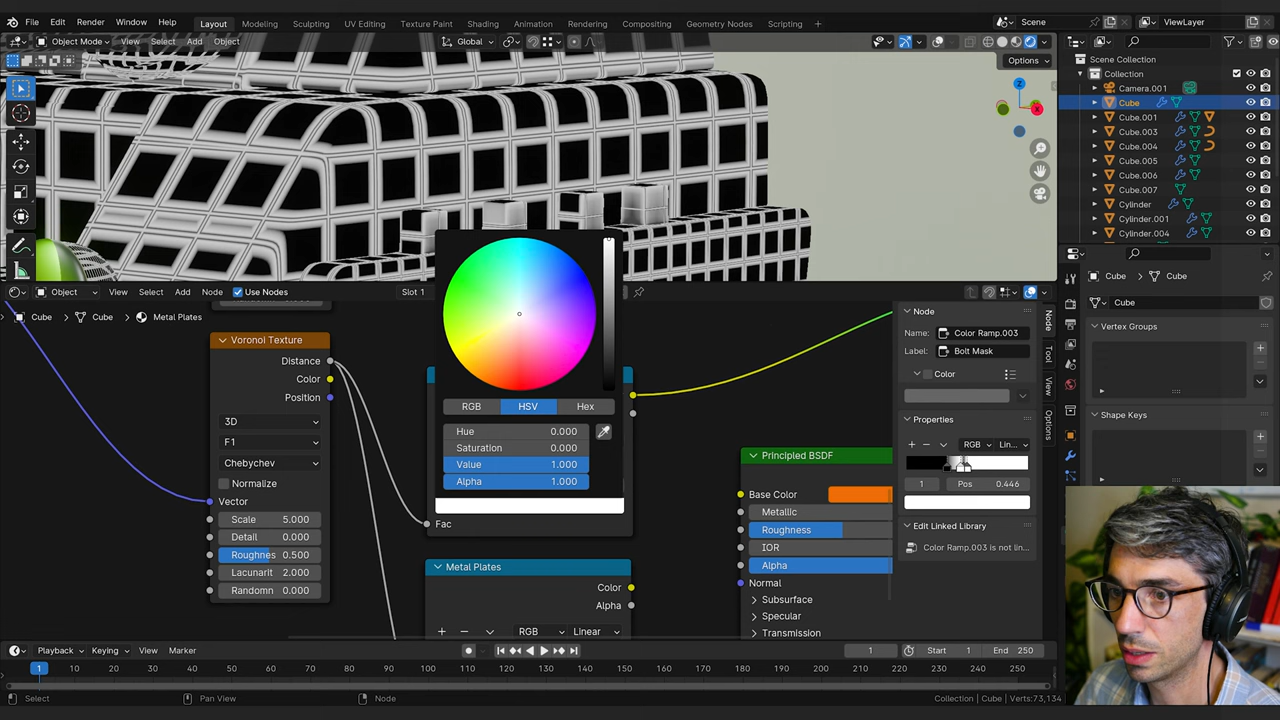 File Edit Render Window Help
Layout Modeling Sculpting UV Editing Texture Paint Shading Animation Rendering Compositing Geometry Nodes Scripting +
Scene
ViewLayer
Object Mode View Select Add Object
Global
Options
Z
X
Scene Collection
Collection
Camera.001
Cube
Cube.001
Cube.003
Cube.004
Cube.005
Cube.006
Cube.007
Cylinder
Cylinder.001
Cylinder.004
Cube Cube
Cube
Vertex Groups
Shape Keys
Object View Select Add Node Use Nodes Slot 1
Cube Cube Metal Plates
Voronoi Texture
Distance
Color
Position
3D
F1
Chebychev
Normalize
Vector
Scale 5.000
Detail 0.000
Roughnes 0.500
Lacunarit 2.000
Randomn 0.000
RGB HSV Hex
Hue 0.000
Saturation 0.000
Value 1.000
Alpha 1.000
Fac
Metal Plates
Color
Alpha
RGB Linear
Principled BSDF
Base Color
Metallic
Roughness
IOR
Alpha
Normal
Subsurface
Specular
Transmission
Node
Name: Color Ramp.003
Label: Bolt Mask
Color
Properties
RGB Lin...
1 Pos 0.446
Edit Linked Library
Color Ramp.003 is not lin...
Node
Tool
View
Options
Playback Keying View Marker
1 Start 1 End 250
1 10 20 30 40 50 60 70 80 90 100 110 120 130 140 150 160 170 180 190 200 210 220 230 240 250
Select Pan View Node
Collection | Cube | Verts:73,134